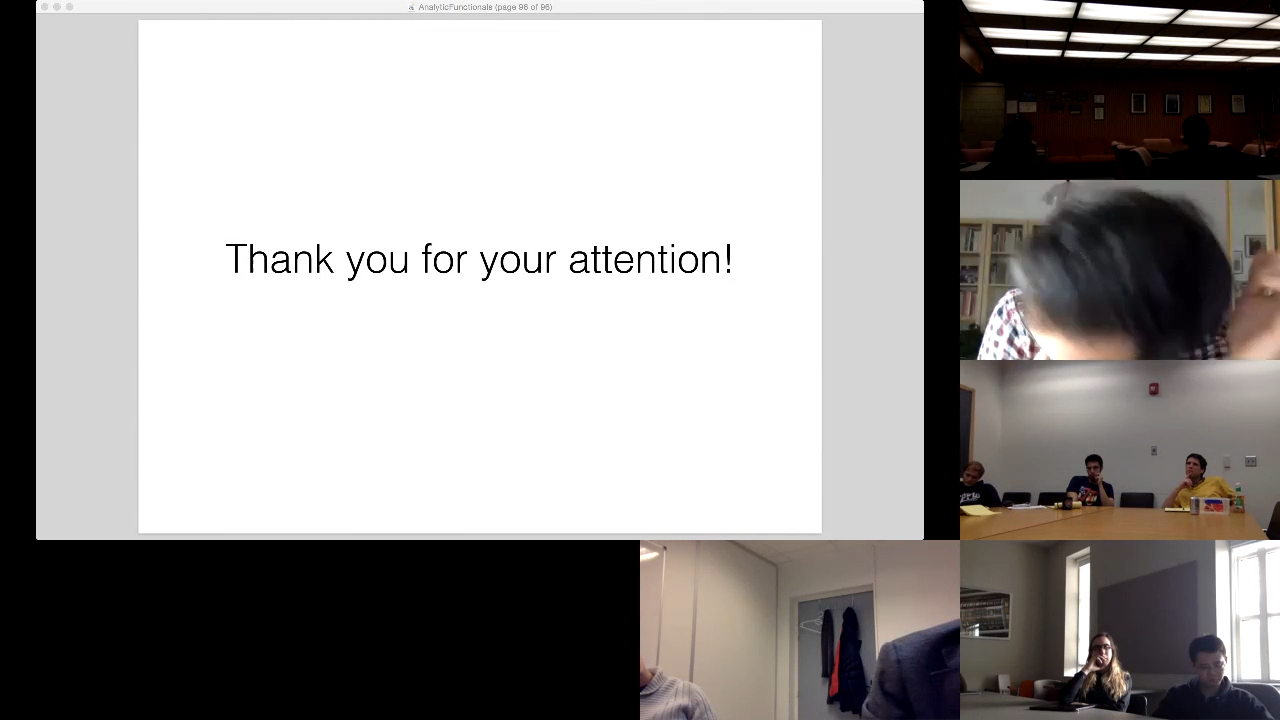 AnalyticFunctionals (page 96 of 96)
Thank you for your attention!